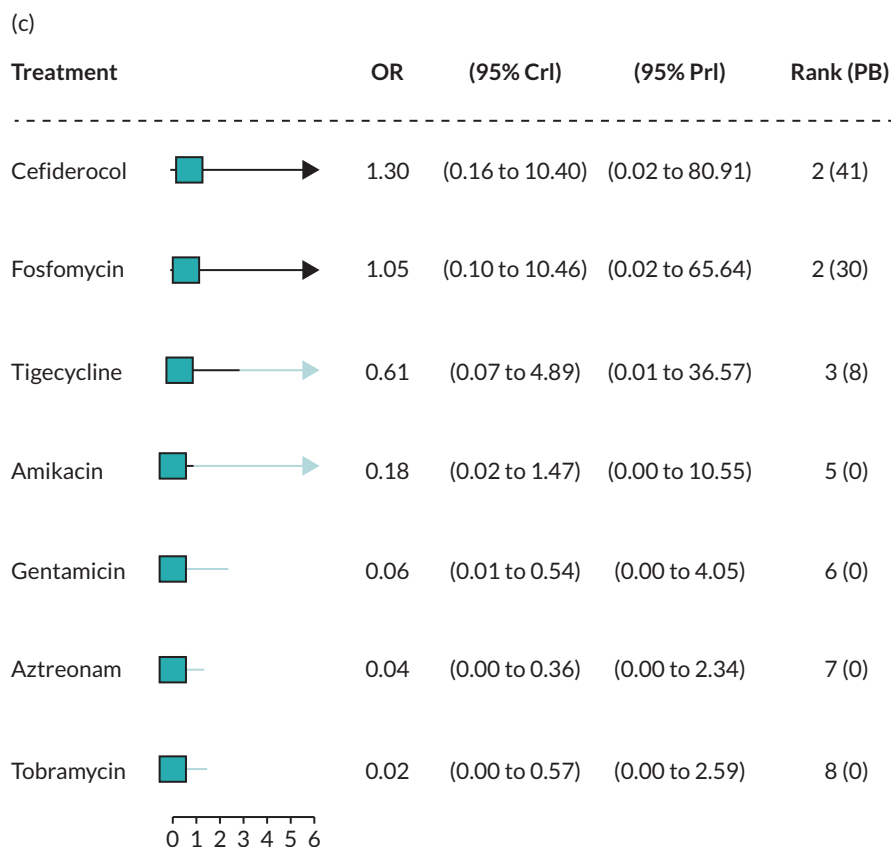 (c)
Treatment OR (95% CrI) (95% PrI) Rank (PB)
Cefiderocol 1.30 (0.16 to 10.40) (0.02 to 80.91) 2 (41)
Fosfomycin 1.05 (0.10 to 10.46) (0.02 to 65.64) 2 (30)
Tigecycline 0.61 (0.07 to 4.89) (0.01 to 36.57) 3 (8)
Amikacin 0.18 (0.02 to 1.47) (0.00 to 10.55) 5 (0)
Gentamicin 0.06 (0.01 to 0.54) (0.00 to 4.05) 6 (0)
Aztreonam 0.04 (0.00 to 0.36) (0.00 to 2.34) 7 (0)
Tobramycin 0.02 (0.00 to 0.57) (0.00 to 2.59) 8 (0)
0 1 2 3 4 5 6